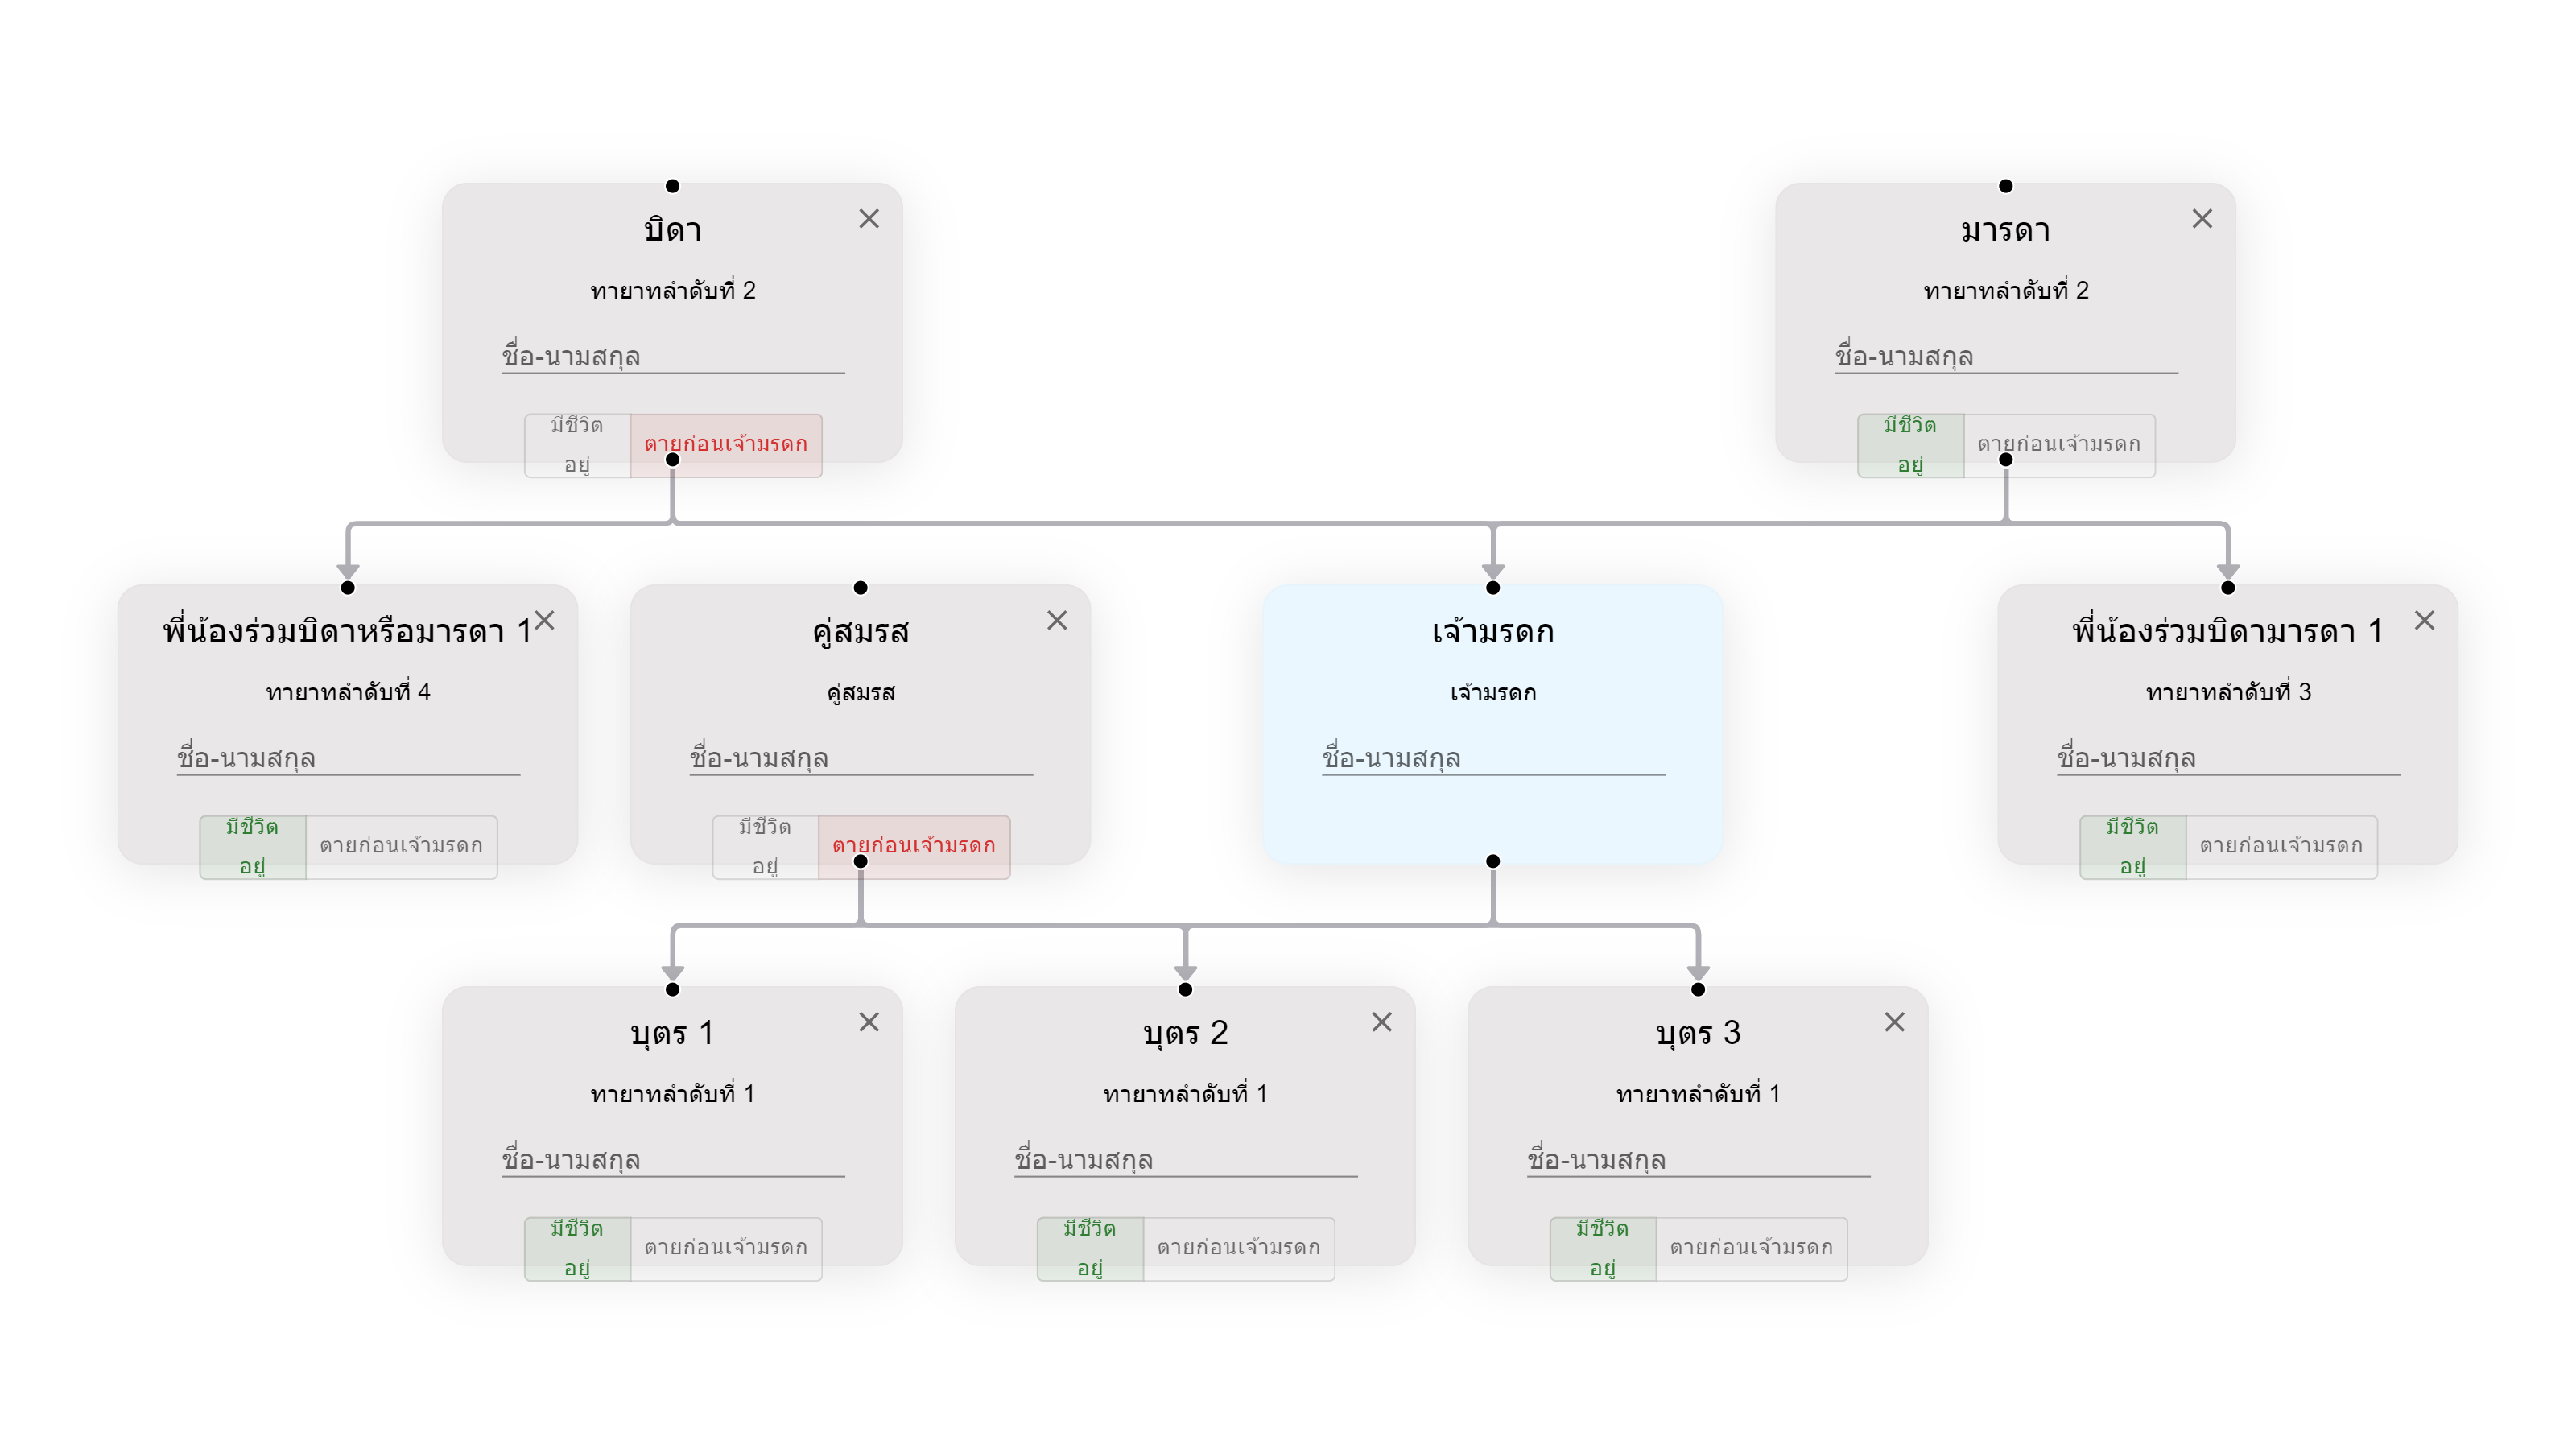 บิดา
ทายาทลำดับที่ 2
ชื่อ-นามสกุล
มีชีวิต
อยู่
ตายก่อนเจ้ามรดก
มารดา
ทายาทลำดับที่ 2
ชื่อ-นามสกุล
มีชีวิต
อยู่
ตายก่อนเจ้ามรดก
พี่น้องร่วมบิดาหรือมารดา 1
ทายาทลำดับที่ 4
ชื่อ-นามสกุล
มีชีวิต
อยู่
ตายก่อนเจ้ามรดก
คู่สมรส
คู่สมรส
ชื่อ-นามสกุล
มีชีวิต
อยู่
ตายก่อนเจ้ามรดก
เจ้ามรดก
เจ้ามรดก
ชื่อ-นามสกุล
พี่น้องร่วมบิดามารดา 1
ทายาทลำดับที่ 3
ชื่อ-นามสกุล
มีชีวิต
อยู่
ตายก่อนเจ้ามรดก
บุตร 1
ทายาทลำดับที่ 1
ชื่อ-นามสกุล
มีชีวิต
อยู่
ตายก่อนเจ้ามรดก
บุตร 2
ทายาทลำดับที่ 1
ชื่อ-นามสกุล
มีชีวิต
อยู่
ตายก่อนเจ้ามรดก
บุตร 3
ทายาทลำดับที่ 1
ชื่อ-นามสกุล
มีชีวิต
อยู่
ตายก่อนเจ้ามรดก